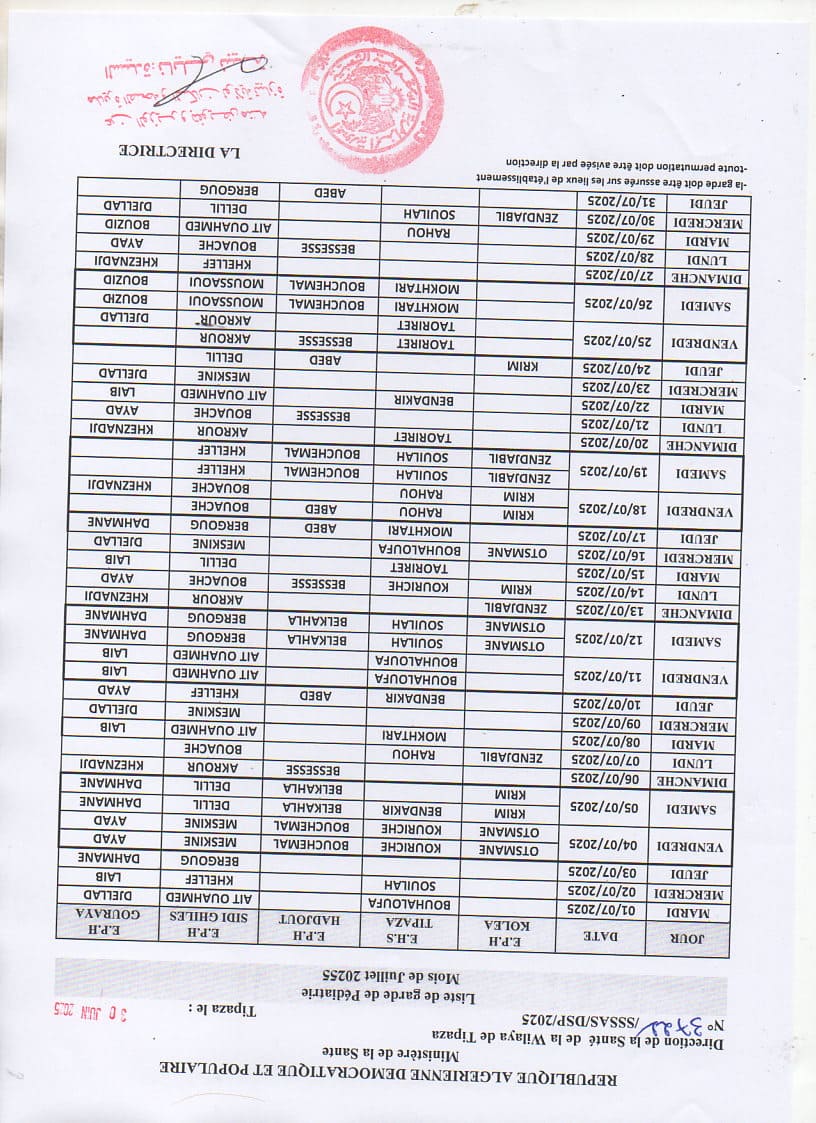 REPUBLIQUE ALGERIENNE DEMOCRATIQUE ET POPULAIRE
Ministère de la Sante
Direction de la Santé de la Wilaya de Tipaza
N° 3722/SSSAS/DSP/2025
Tipaza le : 30 JUIN 2025
Liste de garde de Pédiatrie
Mois de Juillet 20255
JOUR DATE E.P.H KOLEA E.H.S TIPAZA E.P.H HADJOUT E.P.H SIDI GHILES E.P.H GOURAYA
MARDI 01/07/2025 BOUHALOUFA AIT OUAHMED DJELLAD
MERCREDI 02/07/2025 SOUILAH KHELLEF LAIB
JEUDI 03/07/2025 BERGOUG DAHMANE
VENDREDI 04/07/2025 OTSMANE KOURICHE BOUCHEMAL MESKINE AYAD
OTSMANE KOURICHE BOUCHEMAL MESKINE AYAD
SAMEDI 05/07/2025 KRIM BENDAKIR BELKAHLA DELLIL DAHMANE
KRIM BELKAHLA DELLIL DAHMANE
DIMANCHE 06/07/2025 BESSESSE AKROUR KHEZNADJI
LUNDI 07/07/2025 ZENDJABIL RAHOU BOUACHE
MARDI 08/07/2025 MOKHTARI AIT OUAHMED LAIB
MERCREDI 09/07/2025 MESKINE DJELLAD
JEUDI 10/07/2025 BENDAKIR ABED KHELLEF AYAD
VENDREDI 11/07/2025 BOUHALOUFA AIT OUAHMED LAIB
BOUHALOUFA AIT OUAHMED LAIB
SAMEDI 12/07/2025 OTSMANE SOUILAH BELKAHLA BERGOUG DAHMANE
OTSMANE SOUILAH BELKAHLA BERGOUG DAHMANE
DIMANCHE 13/07/2025 ZENDJABIL AKROUR KHEZNADJI
LUNDI 14/07/2025 KRIM KOURICHE BESSESSE BOUACHE AYAD
MARDI 15/07/2025 TAORIRET DELLIL LAIB
MERCREDI 16/07/2025 OTSMANE BOUHALOUFA MESKINE DJELLAD
JEUDI 17/07/2025 MOKHTARI ABED BERGOUG DAHMANE
VENDREDI 18/07/2025 KRIM RAHOU ABED BOUACHE
KRIM RAHOU BOUACHE KHEZNADJI
SAMEDI 19/07/2025 ZENDJABIL SOUILAH BOUCHEMAL KHELLEF
ZENDJABIL SOUILAH BOUCHEMAL KHELLEF
DIMANCHE 20/07/2025 TAORIRET AKROUR KHEZNADJI
LUNDI 21/07/2025 BESSESSE BOUACHE AYAD
MARDI 22/07/2025 BENDAKIR AIT OUAHMED LAIB
MERCREDI 23/07/2025 MESKINE DJELLAD
JEUDI 24/07/2025 KRIM ABED DELLIL
VENDREDI 25/07/2025 TAORIRET BESSESSE AKROUR
TAORIRET AKROUR DJELLAD
SAMEDI 26/07/2025 MOKHTARI BOUCHEMAL MOUSSAOUI BOUZID
MOKHTARI BOUCHEMAL MOUSSAOUI BOUZID
DIMANCHE 27/07/2025 KHELLEF KHEZNADJI
LUNDI 28/07/2025 BESSESSE BOUACHE AYAD
MARDI 29/07/2025 RAHOU AIT OUAHMED BOUZID
MERCREDI 30/07/2025 ZENDJABIL SOUILAH DELLIL DJELLAD
JEUDI 31/07/2025 ABED BERGOUG
-la garde doit être assurée sur les lieux de l'établissement
-toute permutation doit être avisée par la direction
LA DIRECTRICE
عن الوزير و بتفويض منه
مديرة الصحة و السكان لولاية تيبازة
السيدة: نايلي نبية